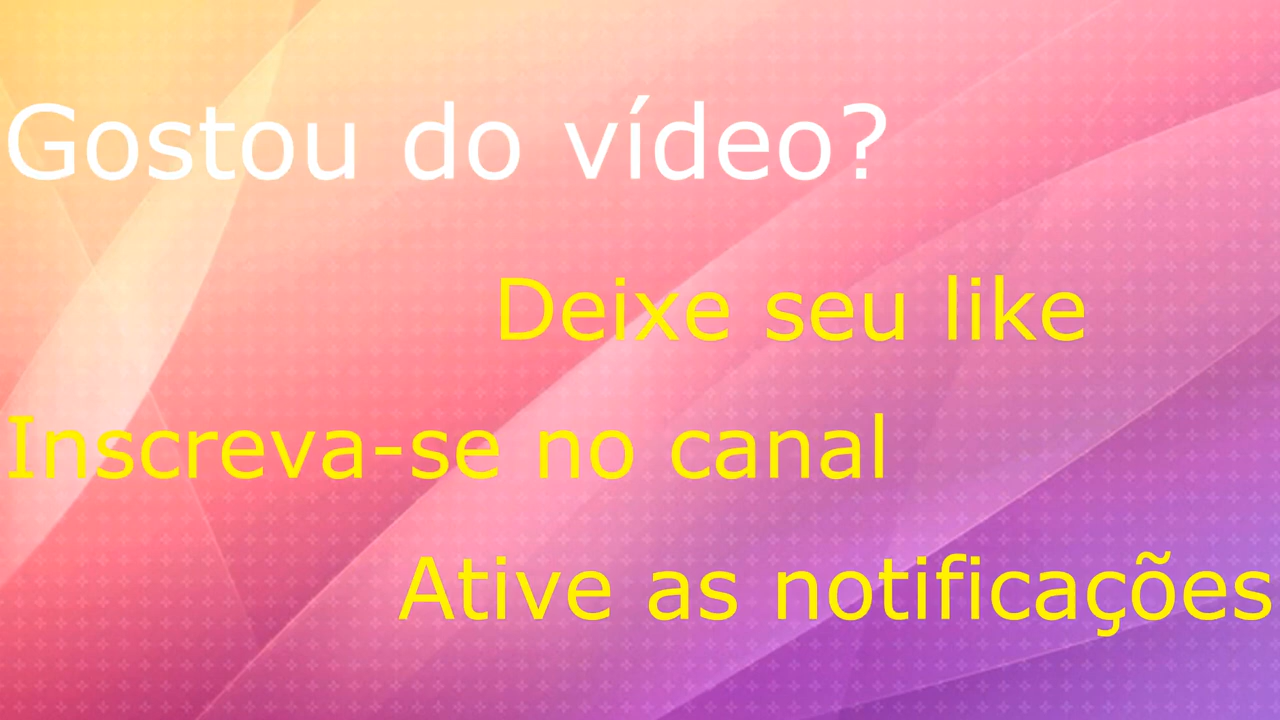 Gostou do vídeo?
Deixe seu like
Inscreva-se no canal
Ative as notificações